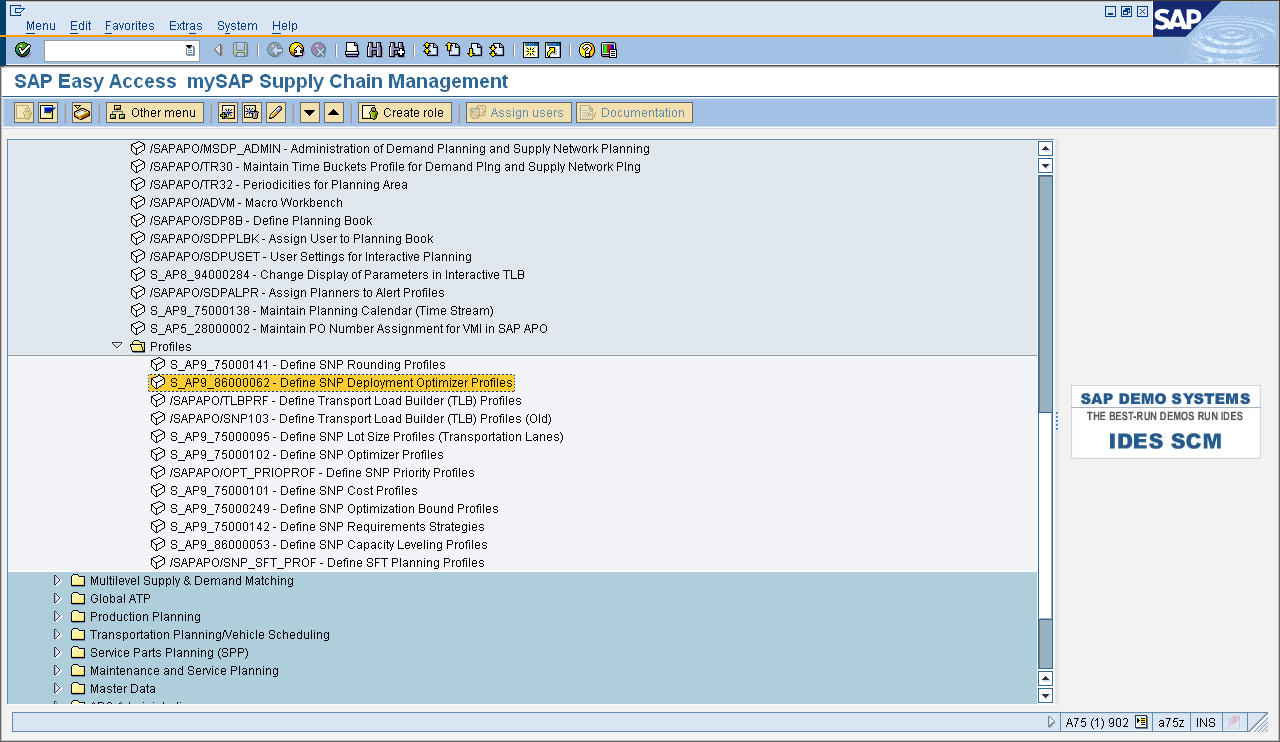 Menu Edit Favorites Extras System Help
SAP
SAP Easy Access mySAP Supply Chain Management
Other menu Create role Assign users Documentation
/SAPAPO/MSDP_ADMIN - Administration of Demand Planning and Supply Network Planning
/SAPAPO/TR30 - Maintain Time Buckets Profile for Demand Plng and Supply Network Plng
/SAPAPO/TR32 - Periodicities for Planning Area
/SAPAPO/ADVM - Macro Workbench
/SAPAPO/SDP8B - Define Planning Book
/SAPAPO/SDPPLBK - Assign User to Planning Book
/SAPAPO/SDPUSET - User Settings for Interactive Planning
S_AP8_94000284 - Change Display of Parameters in Interactive TLB
/SAPAPO/SDPALPR - Assign Planners to Alert Profiles
S_AP9_75000138 - Maintain Planning Calendar (Time Stream)
S_AP5_28000002 - Maintain PO Number Assignment for VMI in SAP APO
Profiles
S_AP9_75000141 - Define SNP Rounding Profiles
S_AP9_86000062 - Define SNP Deployment Optimizer Profiles
/SAPAPO/TLBPRF - Define Transport Load Builder (TLB) Profiles
/SAPAPO/SNP103 - Define Transport Load Builder (TLB) Profiles (Old)
S_AP9_75000095 - Define SNP Lot Size Profiles (Transportation Lanes)
S_AP9_75000102 - Define SNP Optimizer Profiles
/SAPAPO/OPT_PRIOPROF - Define SNP Priority Profiles
S_AP9_75000101 - Define SNP Cost Profiles
S_AP9_75000249 - Define SNP Optimization Bound Profiles
S_AP9_75000142 - Define SNP Requirements Strategies
S_AP9_86000053 - Define SNP Capacity Leveling Profiles
/SAPAPO/SNP_SFT_PROF - Define SFT Planning Profiles
Multilevel Supply & Demand Matching
Global ATP
Production Planning
Transportation Planning/Vehicle Scheduling
Service Parts Planning (SPP)
Maintenance and Service Planning
Master Data
SAP DEMO SYSTEMS
THE BEST-RUN DEMOS RUN IDES
IDES SCM
A75 (1) 902 a75z INS